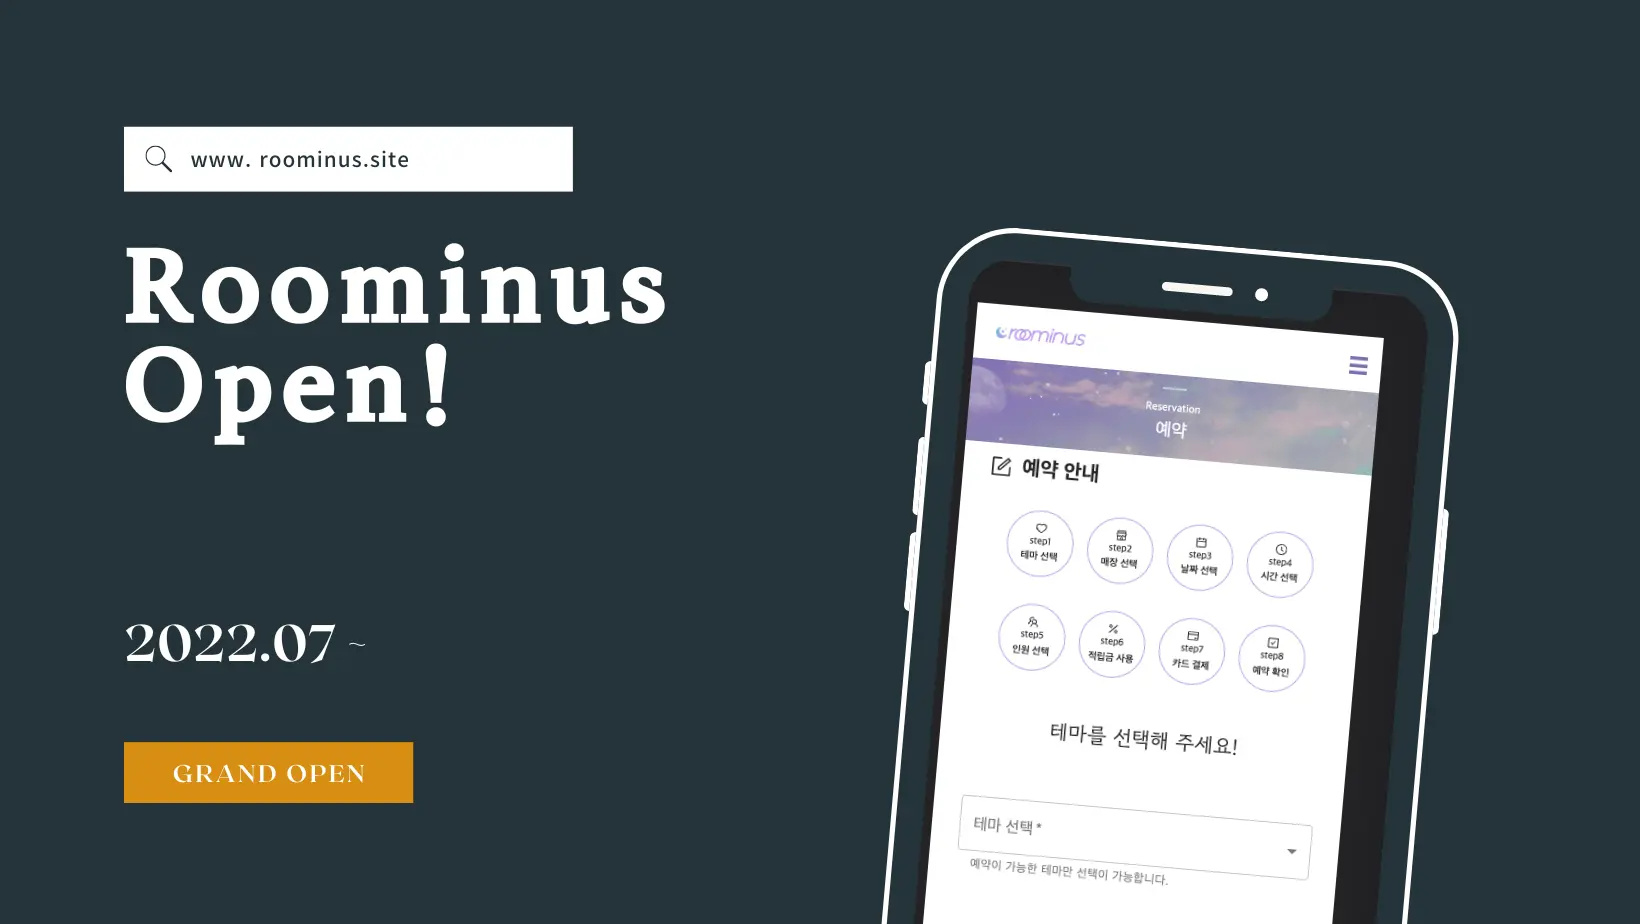 www. roominus.site
Roominus
Open!
2022.07 ~
GRAND OPEN
roominus
Reservation
예약
예약 안내
step1
테마 선택
step2
매장 선택
step3
날짜 선택
step4
시간 선택
step5
인원 선택
step6
적립금 사용
step7
카드 결제
step8
예약 확인
테마를 선택해 주세요!
테마 선택 *
예약이 가능한 테마만 선택이 가능합니다.